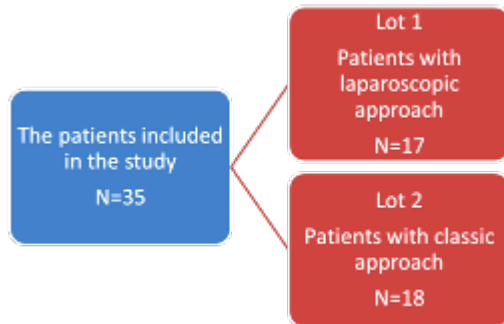 The patients included
in the study
N=35
Lot 1
Patients with
laparoscopic
approach
N=17
Lot 2
Patients with classic
approach
N=18